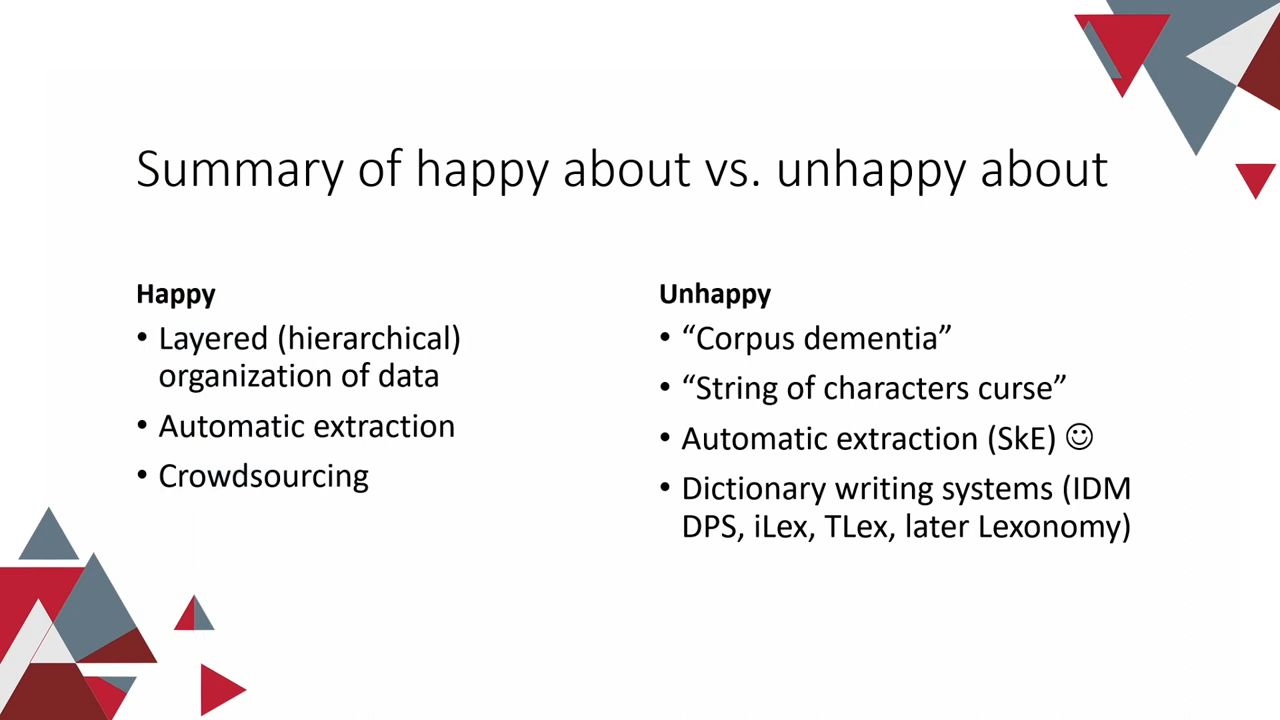 Summary of happy about vs. unhappy about
Happy
• Layered (hierarchical)
organization of data
• Automatic extraction
• Crowdsourcing
Unhappy
• “Corpus dementia”
• “String of characters curse”
• Automatic extraction (SkE) ☺
• Dictionary writing systems (IDM
DPS, iLex, TLex, later Lexonomy)